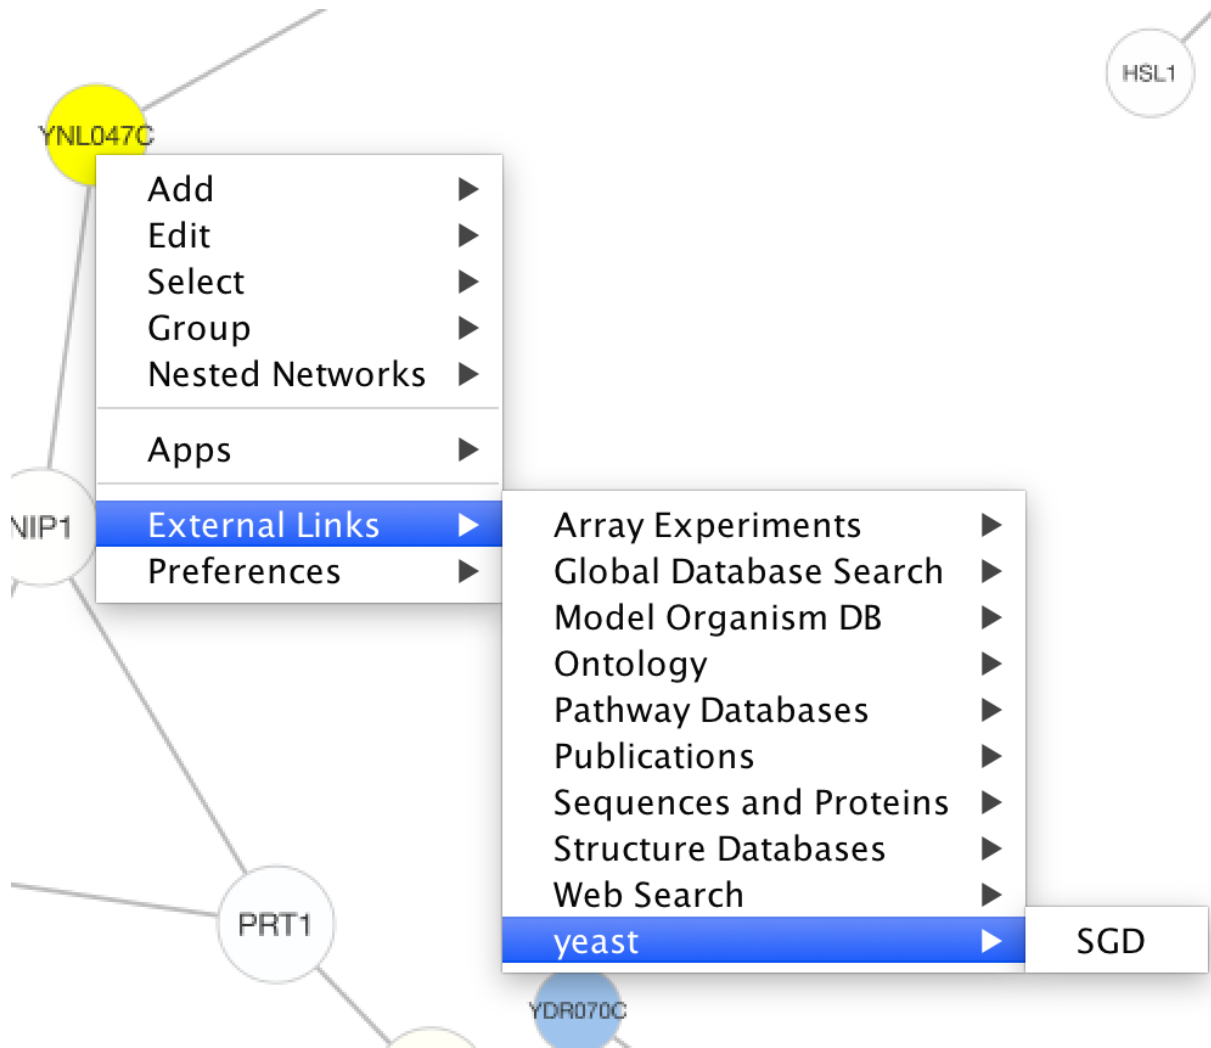 HSL1
YNL047C
Add
Edit
Select
Group
Nested Networks
Apps
NIP1
External Links
Preferences
Array Experiments
Global Database Search
Model Organism DB
Ontology
Pathway Databases
Publications
Sequences and Proteins
Structure Databases
Web Search
yeast
SGD
PRT1
YDR070C